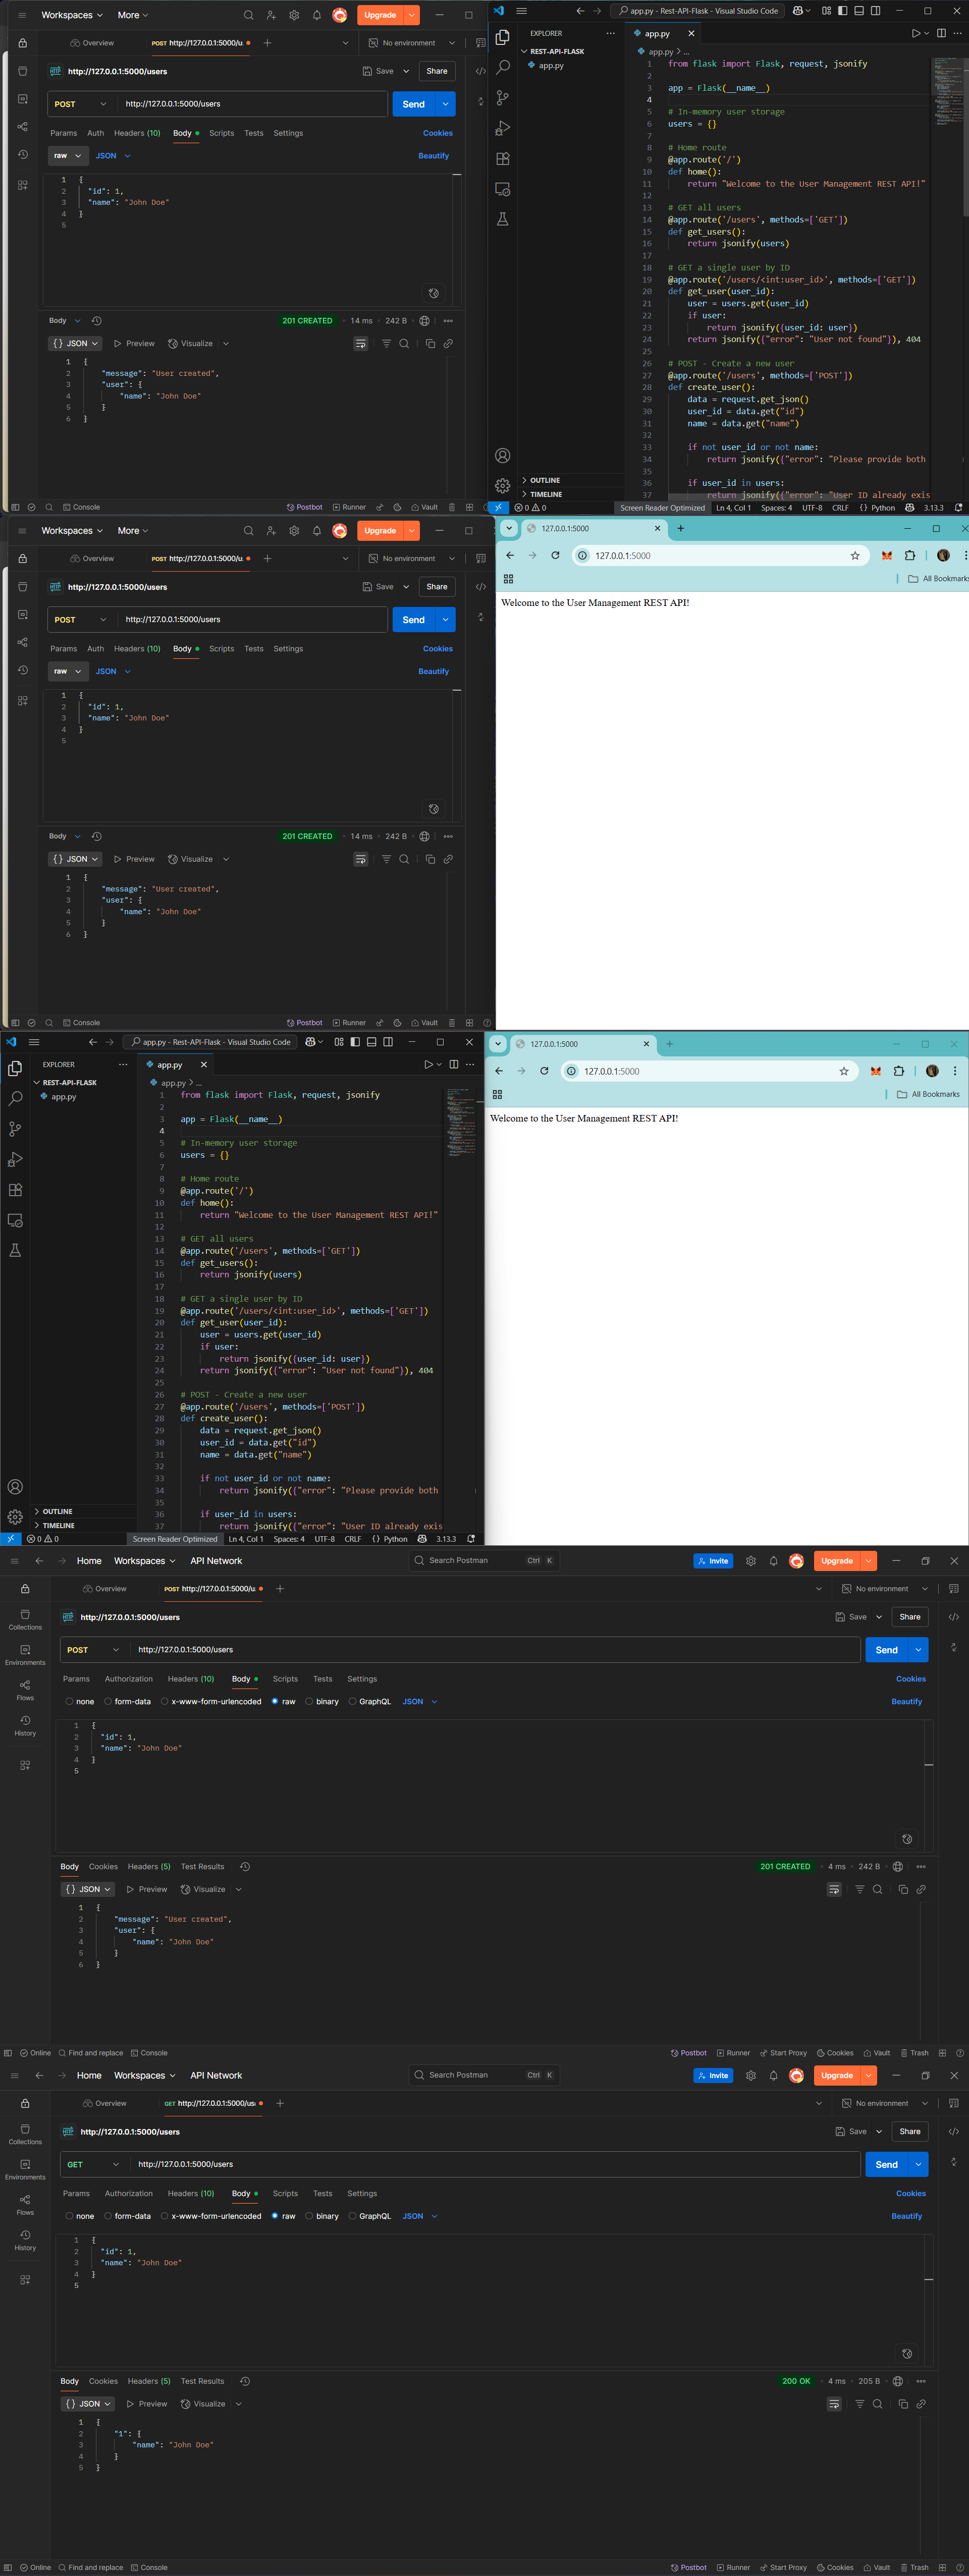 Workspaces More Upgrade
Overview POST http://127.0.0.1:5000/u. No environment
http://127.0.0.1:5000/users Save Share
POST http://127.0.0.1:5000/users Send
Params Auth Headers (10) Body Scripts Tests Settings Cookies
raw JSON Beautify
1 {
2 "id": 1,
3 "name": "John Doe"
4 }
5
Body 201 CREATED 14 ms 242 B
{} JSON Preview Visualize
1 {
2 "message": "User created",
3 "user": {
4 "name": "John Doe"
5 }
6 }
Console Postbot Runner Vault
app.py - Rest-API-Flask - Visual Studio Code
EXPLORER app.py
REST-API-FLASK app.py > ...
app.py
1 from flask import Flask, request, jsonify
2
3 app = Flask(__name__)
4
5 # In-memory user storage
6 users = {}
7
8 # Home route
9 @app.route('/')
10 def home():
11 return "Welcome to the User Management REST API!"
12
13 # GET all users
14 @app.route('/users', methods=['GET'])
15 def get_users():
16 return jsonify(users)
17
18 # GET a single user by ID
19 @app.route('/users/<int:user_id>', methods=['GET'])
20 def get_user(user_id):
21 user = users.get(user_id)
22 if user:
23 return jsonify({user_id: user})
24 return jsonify({"error": "User not found"}), 404
25
26 # POST - Create a new user
27 @app.route('/users', methods=['POST'])
28 def create_user():
29 data = request.get_json()
30 user_id = data.get("id")
31 name = data.get("name")
32
33 if not user_id or not name:
34 return jsonify({"error": "Please provide both
35
36 if user_id in users:
37 return jsonify({"error": "User ID already exis
OUTLINE
TIMELINE
0 0 Screen Reader Optimized Ln 4, Col 1 Spaces: 4 UTF-8 CRLF {} Python 3.13.3
Workspaces More Upgrade
Overview POST http://127.0.0.1:5000/u. No environment
http://127.0.0.1:5000/users Save Share
POST http://127.0.0.1:5000/users Send
Params Auth Headers (10) Body Scripts Tests Settings Cookies
raw JSON Beautify
1 {
2 "id": 1,
3 "name": "John Doe"
4 }
5
Body 201 CREATED 14 ms 242 B
{} JSON Preview Visualize
1 {
2 "message": "User created",
3 "user": {
4 "name": "John Doe"
5 }
6 }
Console Postbot Runner Vault
127.0.0.1:5000
127.0.0.1:5000
All Bookmarks
Welcome to the User Management REST API!
app.py - Rest-API-Flask - Visual Studio Code
EXPLORER app.py
REST-API-FLASK app.py > ...
app.py
1 from flask import Flask, request, jsonify
2
3 app = Flask(__name__)
4
5 # In-memory user storage
6 users = {}
7
8 # Home route
9 @app.route('/')
10 def home():
11 return "Welcome to the User Management REST API!"
12
13 # GET all users
14 @app.route('/users', methods=['GET'])
15 def get_users():
16 return jsonify(users)
17
18 # GET a single user by ID
19 @app.route('/users/<int:user_id>', methods=['GET'])
20 def get_user(user_id):
21 user = users.get(user_id)
22 if user:
23 return jsonify({user_id: user})
24 return jsonify({"error": "User not found"}), 404
25
26 # POST - Create a new user
27 @app.route('/users', methods=['POST'])
28 def create_user():
29 data = request.get_json()
30 user_id = data.get("id")
31 name = data.get("name")
32
33 if not user_id or not name:
34 return jsonify({"error": "Please provide both
35
36 if user_id in users:
37 return jsonify({"error": "User ID already exis
OUTLINE
TIMELINE
0 0 Screen Reader Optimized Ln 4, Col 1 Spaces: 4 UTF-8 CRLF {} Python 3.13.3
127.0.0.1:5000
127.0.0.1:5000
All Bookmarks
Welcome to the User Management REST API!
Home Workspaces API Network Search Postman Ctrl K Invite Upgrade
Overview POST http://127.0.0.1:5000/u. No environment
Collections
Environments
Flows
History
http://127.0.0.1:5000/users Save Share
POST http://127.0.0.1:5000/users Send
Params Authorization Headers (10) Body Scripts Tests Settings Cookies
none form-data x-www-form-urlencoded raw binary GraphQL JSON Beautify
1 {
2 "id": 1,
3 "name": "John Doe"
4 }
5
Body Cookies Headers (5) Test Results 201 CREATED 4 ms 242 B
{} JSON Preview Visualize
1 {
2 "message": "User created",
3 "user": {
4 "name": "John Doe"
5 }
6 }
Online Find and replace Console Postbot Runner Start Proxy Cookies Vault Trash
Home Workspaces API Network Search Postman Ctrl K Invite Upgrade
Overview GET http://127.0.0.1:5000/us No environment
Collections
Environments
Flows
History
http://127.0.0.1:5000/users Save Share
GET http://127.0.0.1:5000/users Send
Params Authorization Headers (10) Body Scripts Tests Settings Cookies
none form-data x-www-form-urlencoded raw binary GraphQL JSON Beautify
1 {
2 "id": 1,
3 "name": "John Doe"
4 }
5
Body Cookies Headers (5) Test Results 200 OK 4 ms 205 B
{} JSON Preview Visualize
1 {
2 "1": {
3 "name": "John Doe"
4 }
5 }
Online Find and replace Console Postbot Runner Start Proxy Cookies Vault Trash